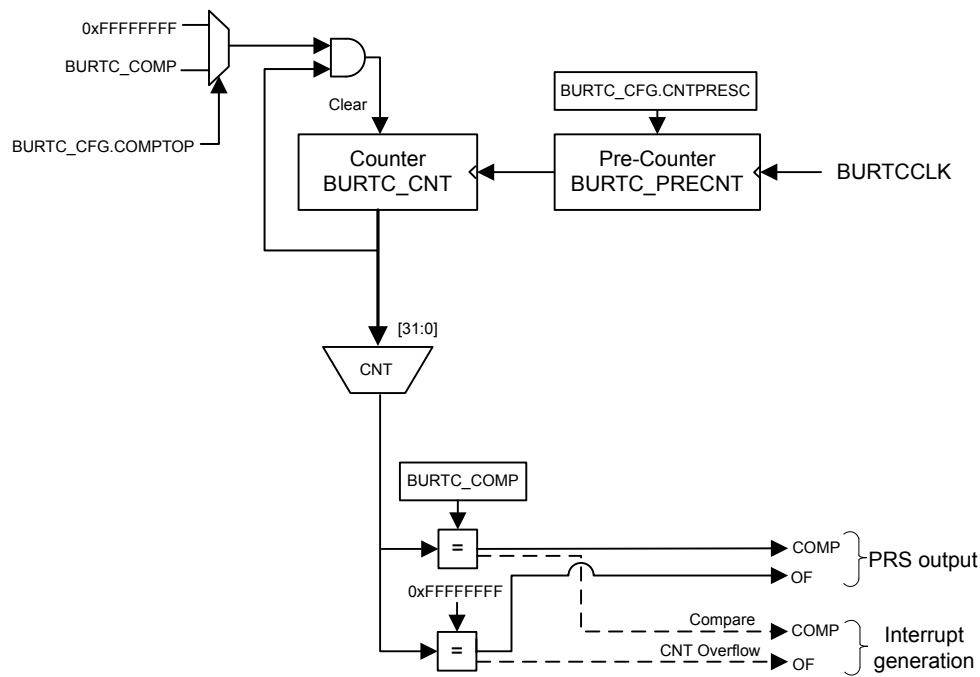 0xFFFFFFFF
BURTC_COMP
BURTC_CFG.COMPTOP
Clear
BURTC_CFG.CNTPRESC
Counter
BURTC_CNT
Pre-Counter
BURTC_PRECNT
BURTCCLK
[31:0]
CNT
BURTC_COMP
=
COMP
PRS output
OF
0xFFFFFFFF
=
Compare
COMP
CNT Overflow
OF
Interrupt
generation